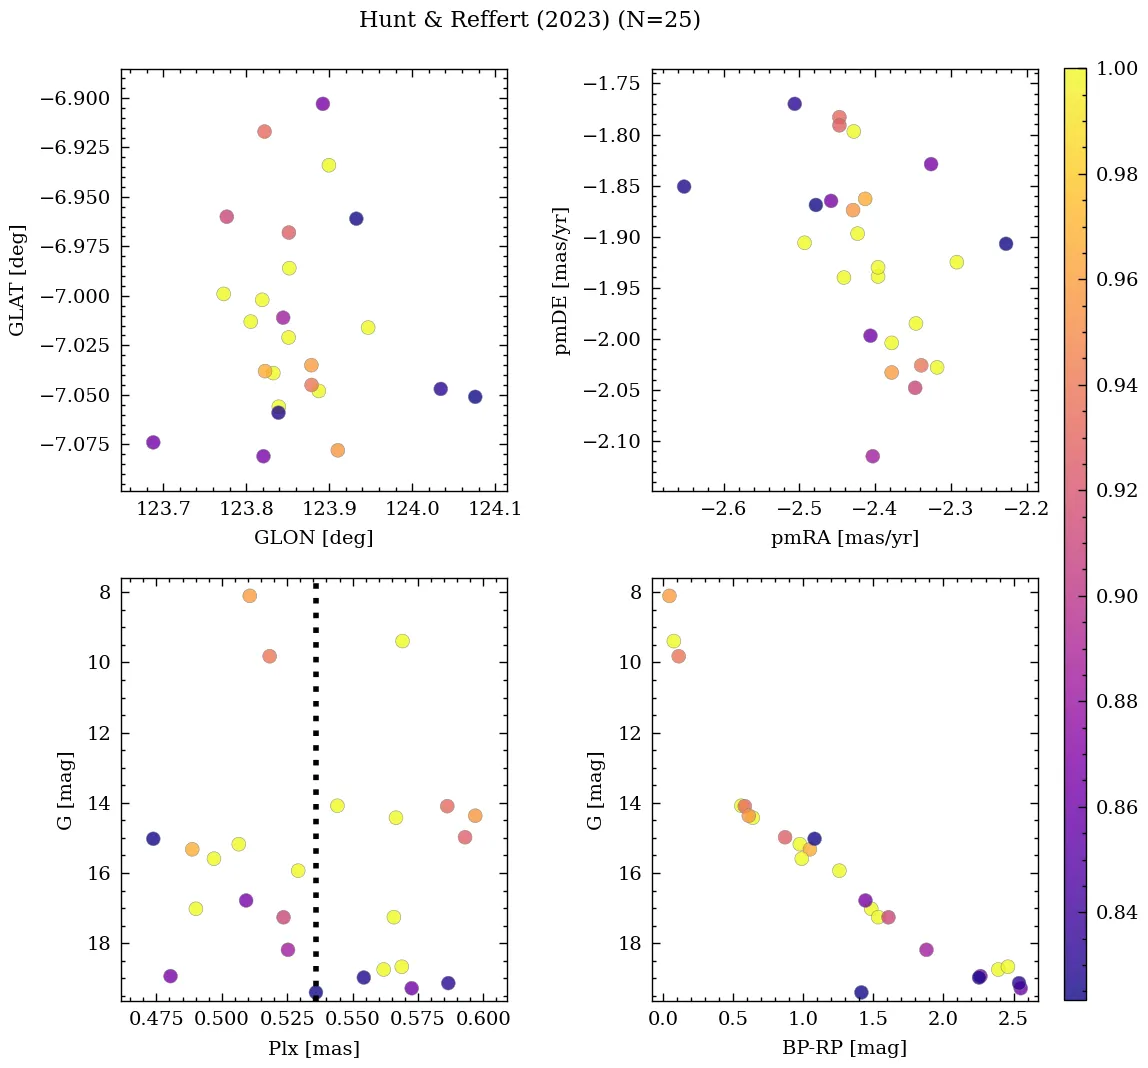 Hunt & Reffert (2023) (N=25)
−6.900
−6.925
−6.950
−6.975
−7.000
−7.025
−7.050
−7.075
GLAT [deg]
123.7 123.8 123.9 124.0 124.1
GLON [deg]
−1.75
−1.80
−1.85
−1.90
−1.95
−2.00
−2.05
−2.10
pmDE [mas/yr]
−2.6 −2.5 −2.4 −2.3 −2.2
pmRA [mas/yr]
8
10
12
14
16
18
G [mag]
0.475 0.500 0.525 0.550 0.575 0.600
Plx [mas]
8
10
12
14
16
18
G [mag]
0.0 0.5 1.0 1.5 2.0 2.5
BP-RP [mag]
1.00
0.98
0.96
0.94
0.92
0.90
0.88
0.86
0.84